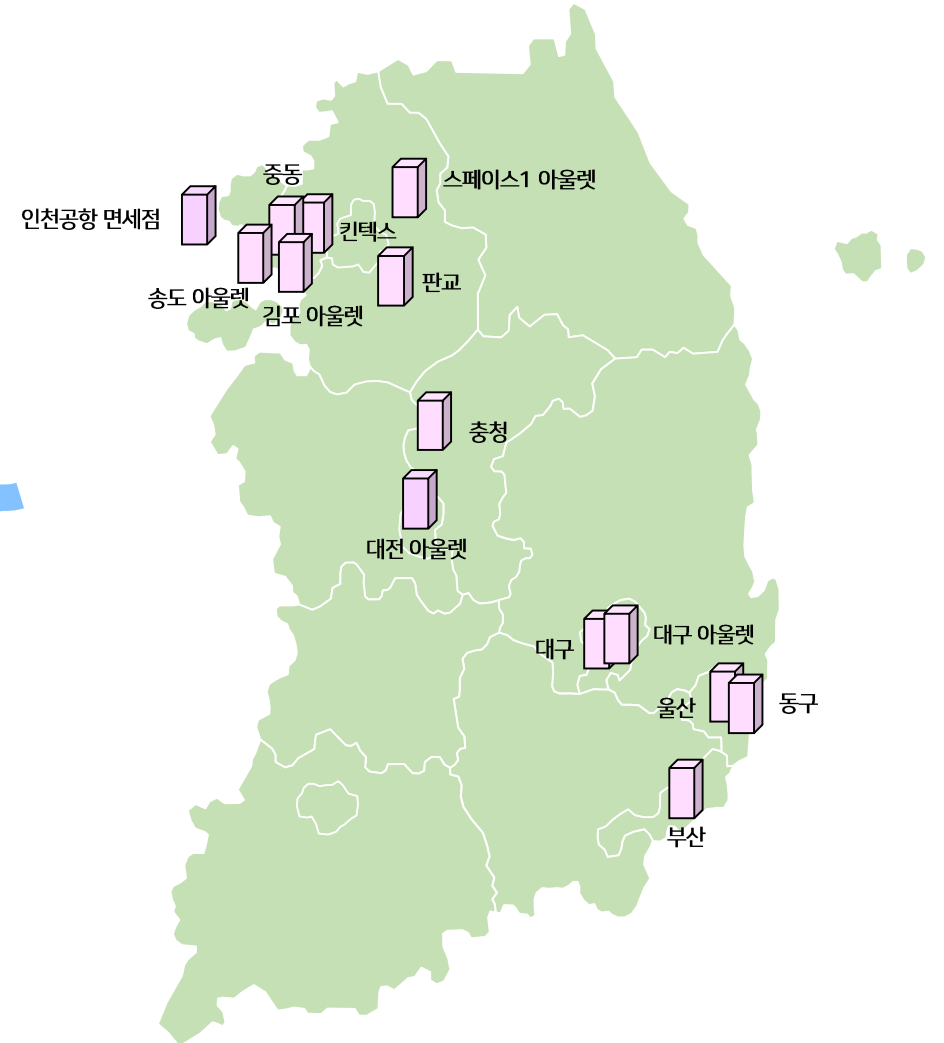 중동
스페이스1 아울렛
인천공항 면세점
킨텍스
판교
송도 아울렛
김포 아울렛
충청
대전 아울렛
대구
대구 아울렛
울산
동구
부산